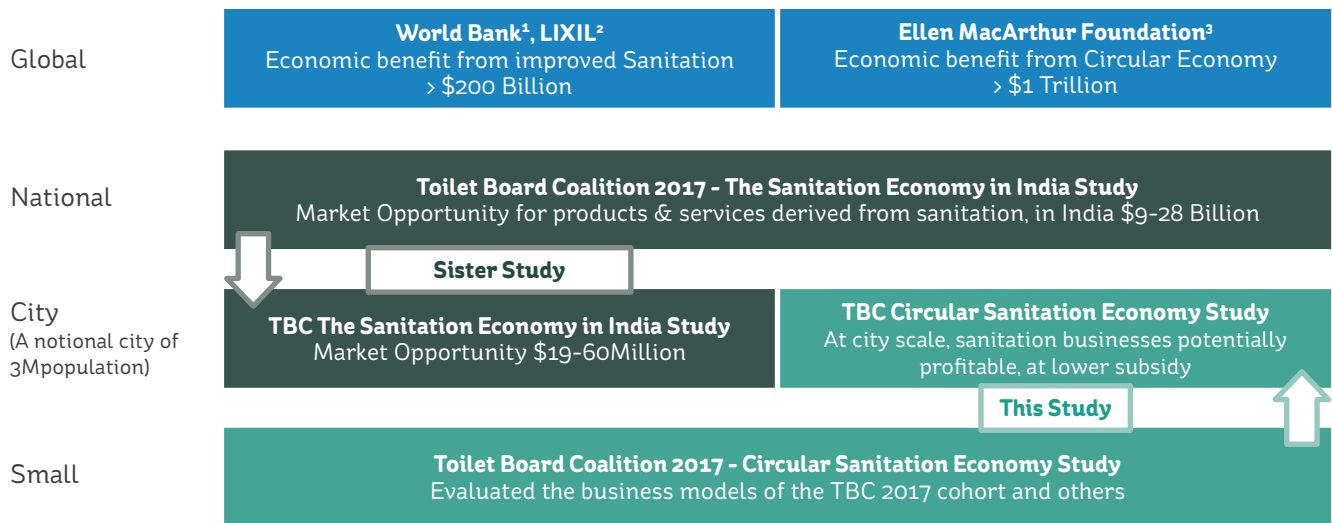 Global
World Bank¹, LIXIL²
Economic benefit from improved Sanitation
> $200 Billion
Ellen MacArthur Foundation³
Economic benefit from Circular Economy
> $1 Trillion
National
Toilet Board Coalition 2017 - The Sanitation Economy in India Study
Market Opportunity for products & services derived from sanitation, in India $9-28 Billion
Sister Study
City
(A notional city of
3Mpopulation)
TBC The Sanitation Economy in India Study
Market Opportunity $19-60Million
TBC Circular Sanitation Economy Study
At city scale, sanitation businesses potentially
profitable, at lower subsidy
This Study
Small
Toilet Board Coalition 2017 - Circular Sanitation Economy Study
Evaluated the business models of the TBC 2017 cohort and others